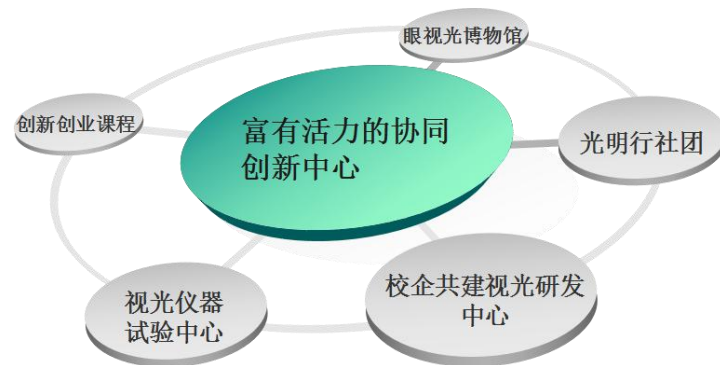 眼视光博物馆
创新创业课程
富有活力的协同
创新中心
光明行社团
校企共建视光研发
中心
视光仪器
试验中心